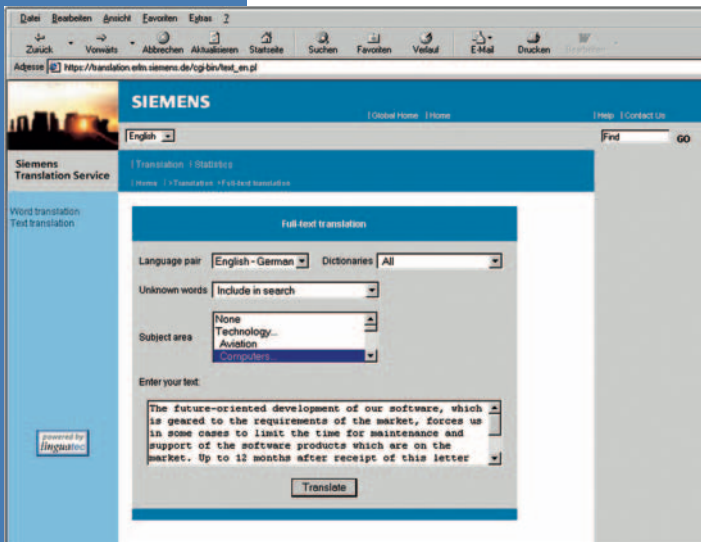 Datei Bearbeiten Ansicht Favoriten Extras ?
Zurück Vorwärts Abbrechen Aktualisieren Startseite Suchen Favoriten Verlauf E-Mail Drucken
Adresse https://translation.erlm.siemens.de/cgi-bin/text_en.pl
SIEMENS
| Global Home | Home | Help | Contact Us
English Find GO
Siemens
Translation Service
| Translation | Statistics
| Home | >Translation >Full-text translation
Word translation
Text translation
Full-text translation
Language pair English - German Dictionaries All
Unknown words Include in search
Subject area
None
Technology...
Aviation
Computers...
Enter your text:
The future-oriented development of our software, which
is geared to the requirements of the market, forces us
in some cases to limit the time for maintenance and
support of the software products which are on the
market. Up to 12 months after receipt of this letter
powered by
linguatec
Translate